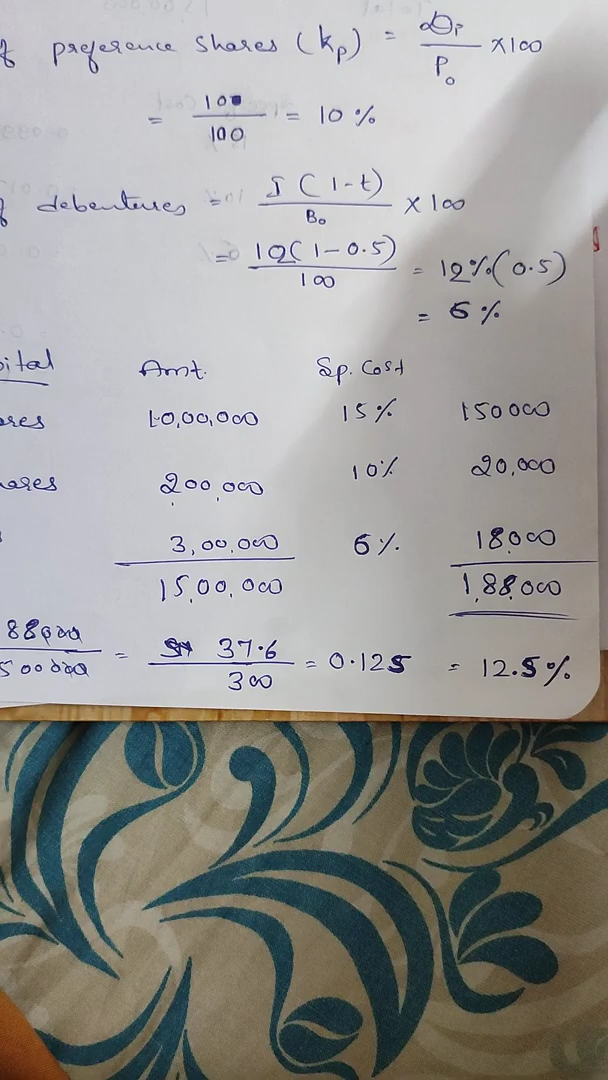 f preference shares (kp) = Dp/P₀ ×100
= 100/100 = 10%
f debentures = I(1-t)/B₀ × 100
= 12(1-0.5)/100 = 12%(0.5)
= 6%
pital Amt. Sp. Cost
ares 10,00,000 15% 150000
hares 200,000 10% 20,000
s 3,00,000 6% 18000
15,00,000 1,88,000
88000/500000 = 37.6/300 = 0.125 = 12.5%